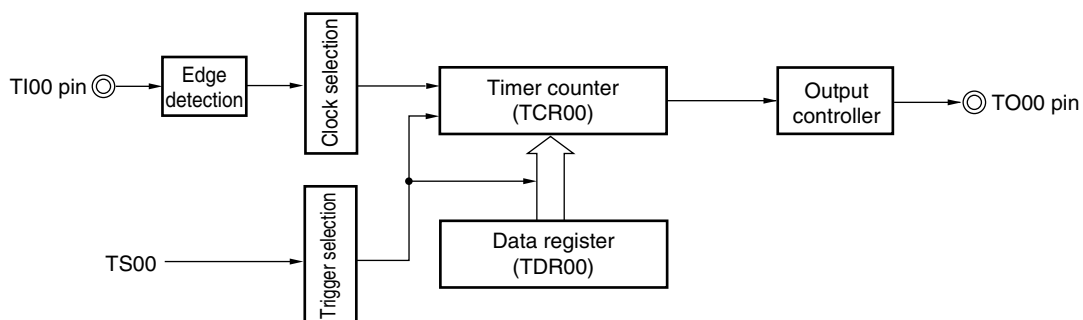 TI00 pin
Edge
detection
Clock selection
Timer counter
(TCR00)
Output
controller
TO00 pin
TS00
Trigger selection
Data register
(TDR00)